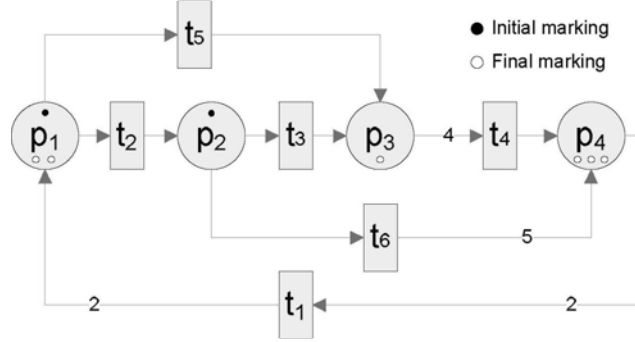 t5
Initial marking
Final marking
p1 t2 p2 t3 p3 4 t4 p4
t6 5
2 t1 2